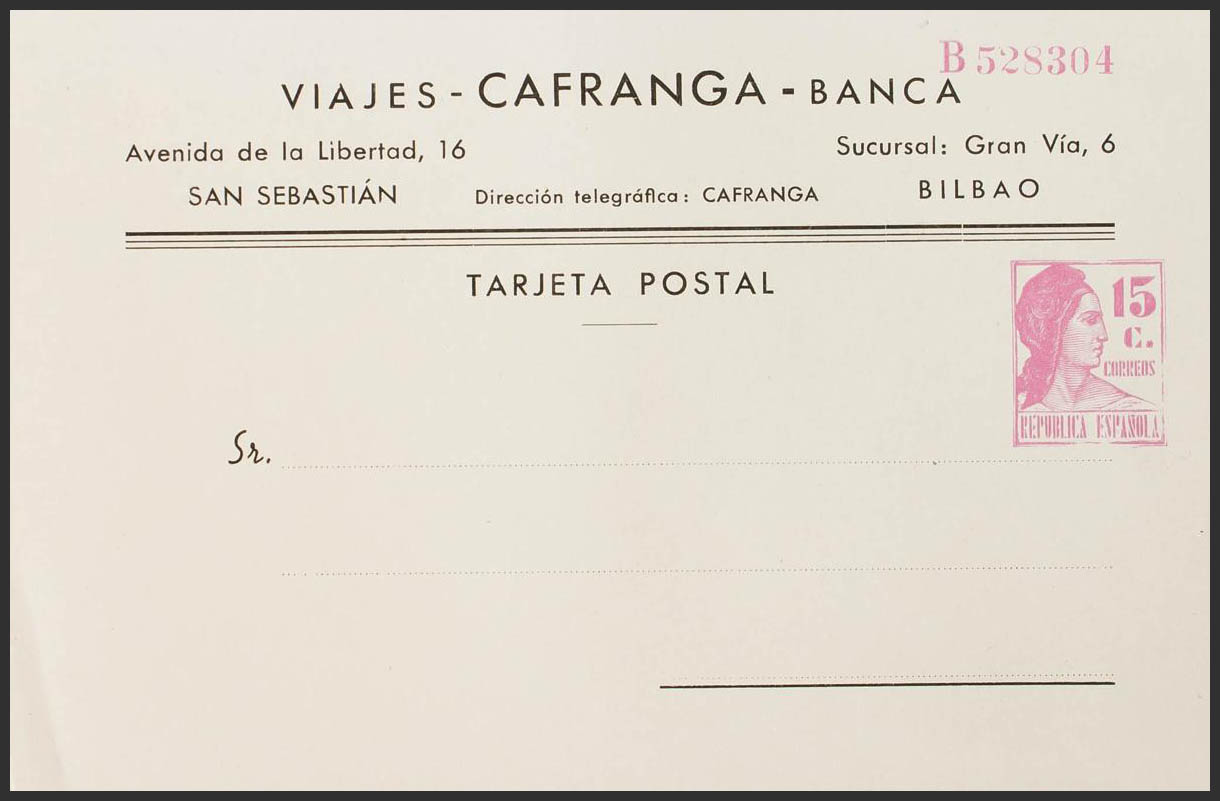 B 528304
VIAJES - CAFRANGA - BANCA
Avenida de la Libertad, 16
Sucursal: Gran Vía, 6
SAN SEBASTIÁN
Dirección telegráfica: CAFRANGA
BILBAO
TARJETA POSTAL
15
C.
CORREOS
REPUBLICA ESPAÑOLA
Sr.